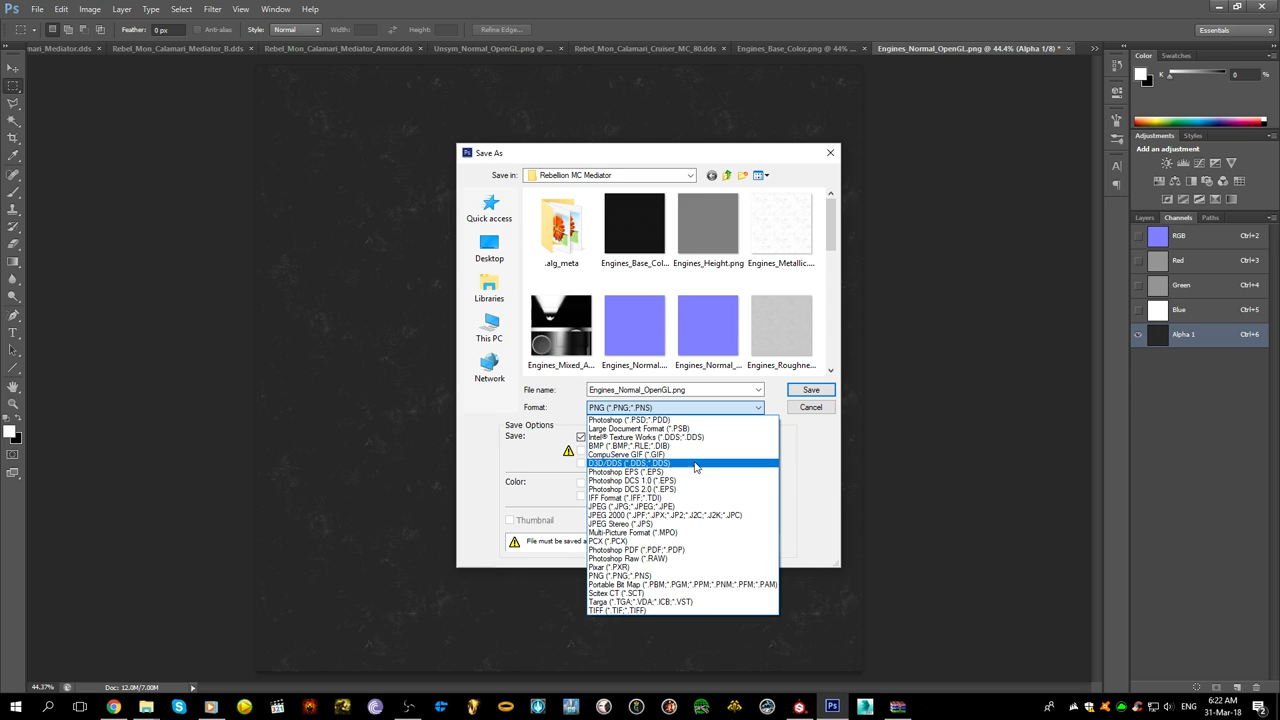 Ps File Edit Image Layer Type Select Filter View Window Help
Feather: 0 px Anti-alias Style: Normal Width: Height: Refine Edge... Essentials
mari_Mediator.dds × Rebel_Mon_Calamari_Mediator_B.dds × Rebel_Mon_Calamari_Mediator_Armor.dds × Unsym_Normal_OpenGL.png @ ... × Rebel_Mon_Calamari_Cruiser_MC_80.dds × Engines_Base_Color.png @ 44% ... × Engines_Normal_OpenGL.png @ 44.4% (Alpha 1/8) * ×
Color Swatches
K 0 %
Adjustments Styles
Add an adjustment
Layers Channels Paths
RGB Ctrl+2
Red Ctrl+3
Green Ctrl+4
Blue Ctrl+5
Alpha 1 Ctrl+6
Ps Save As
Save in: Rebellion MC Mediator
Quick access
Desktop
Libraries
This PC
Network
.alg_meta Engines_Base_Col... Engines_Height.png Engines_Metallic....
Engines_Mixed_A... Engines_Normal.... Engines_Normal_... Engines_Roughne...
File name: Engines_Normal_OpenGL.png Save
Format: PNG (*.PNG;*.PNS) Cancel
Save Options
Save:
Color:
Thumbnail
File must be saved a
Photoshop (*.PSD;*.PDD)
Large Document Format (*.PSB)
Intel® Texture Works (*.DDS;*.DDS)
BMP (*.BMP;*.RLE;*.DIB)
CompuServe GIF (*.GIF)
D3D/DDS (*.DDS;*.DDS)
Photoshop EPS (*.EPS)
Photoshop DCS 1.0 (*.EPS)
Photoshop DCS 2.0 (*.EPS)
IFF Format (*.IFF;*.TDI)
JPEG (*.JPG;*.JPEG;*.JPE)
JPEG 2000 (*.JPF;*.JPX;*.JP2;*.J2C;*.J2K;*.JPC)
JPEG Stereo (*.JPS)
Multi-Picture Format (*.MPO)
PCX (*.PCX)
Photoshop PDF (*.PDF;*.PDP)
Photoshop Raw (*.RAW)
Pixar (*.PXR)
PNG (*.PNG;*.PNS)
Portable Bit Map (*.PBM;*.PGM;*.PPM;*.PNM;*.PFM;*.PAM)
Scitex CT (*.SCT)
Targa (*.TGA;*.VDA;*.ICB;*.VST)
TIFF (*.TIF;*.TIFF)
44.37% Doc: 12.0M/7.00M
6:22 AM
31-Mar-18